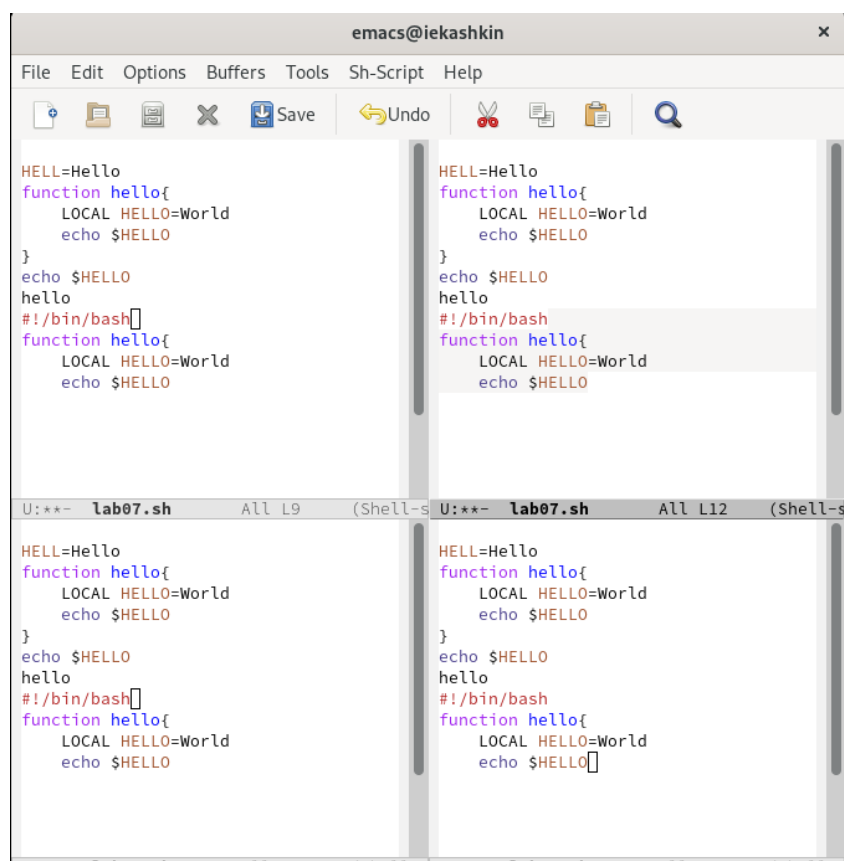 emacs@iekashkin ×
File Edit Options Buffers Tools Sh-Script Help
Save Undo
HELL=Hello
function hello{
    LOCAL HELLO=World
    echo $HELLO
}
echo $HELLO
hello
#!/bin/bash
function hello{
    LOCAL HELLO=World
    echo $HELLO
U:**- lab07.sh All L9 (Shell-s
HELL=Hello
function hello{
    LOCAL HELLO=World
    echo $HELLO
}
echo $HELLO
hello
#!/bin/bash
function hello{
    LOCAL HELLO=World
    echo $HELLO
U:**- lab07.sh All L12 (Shell-s
HELL=Hello
function hello{
    LOCAL HELLO=World
    echo $HELLO
}
echo $HELLO
hello
#!/bin/bash
function hello{
    LOCAL HELLO=World
    echo $HELLO
HELL=Hello
function hello{
    LOCAL HELLO=World
    echo $HELLO
}
echo $HELLO
hello
#!/bin/bash
function hello{
    LOCAL HELLO=World
    echo $HELLO